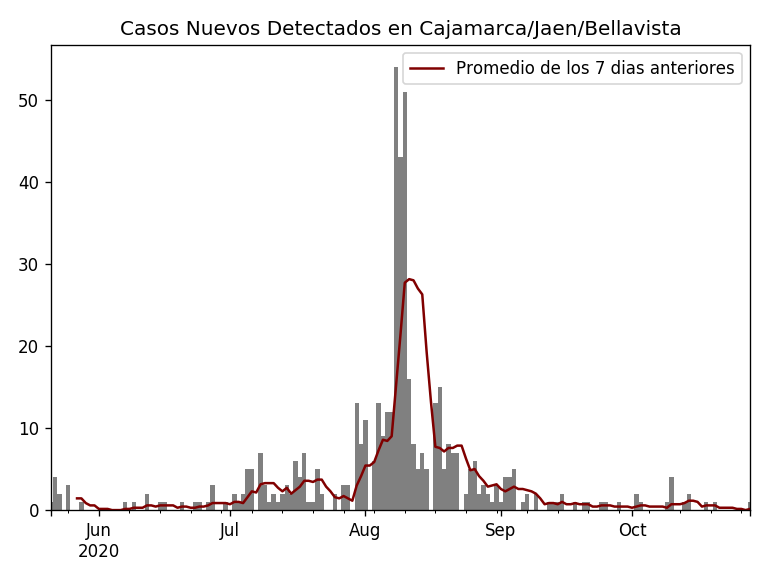 Casos Nuevos Detectados en Cajamarca/Jaen/Bellavista
Promedio de los 7 dias anteriores
50
40
30
20
10
0
Jun Jul Aug Sep Oct
2020